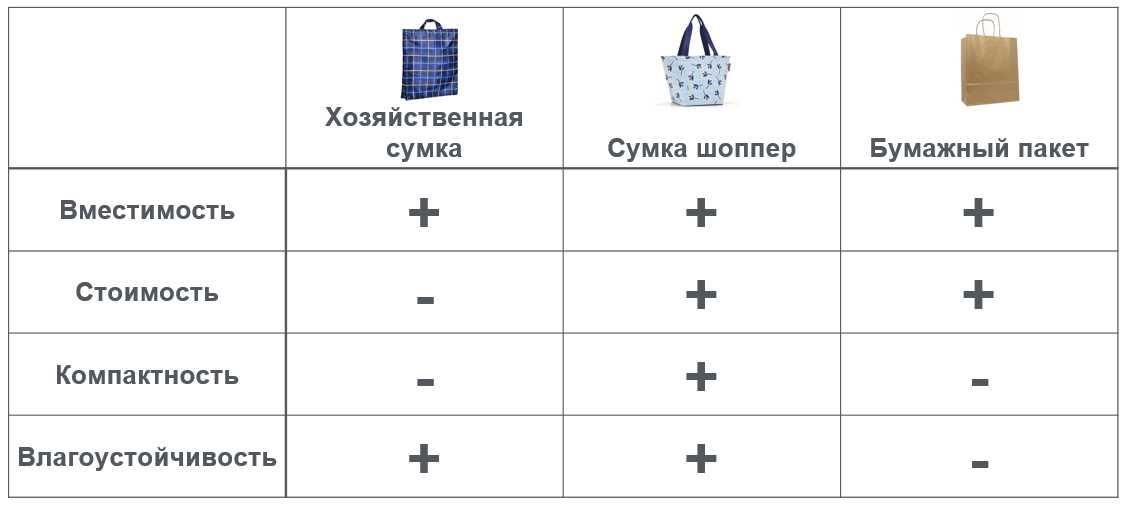 Хозяйственная
сумка
Сумка шоппер
Бумажный пакет
Вместимость + + +
Стоимость - + +
Компактность - + -
Влагоустойчивость + + -